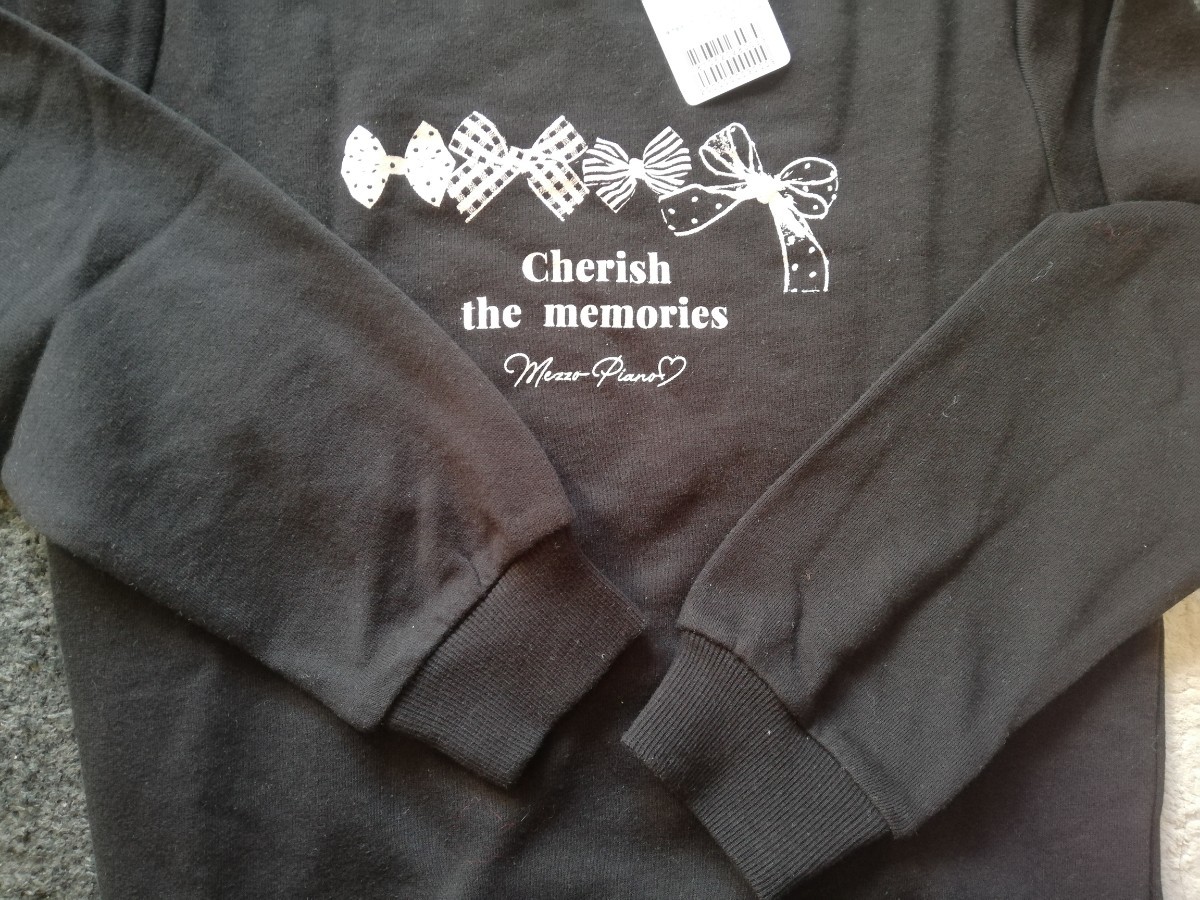 Cherish
the memories
Mezzo Piano